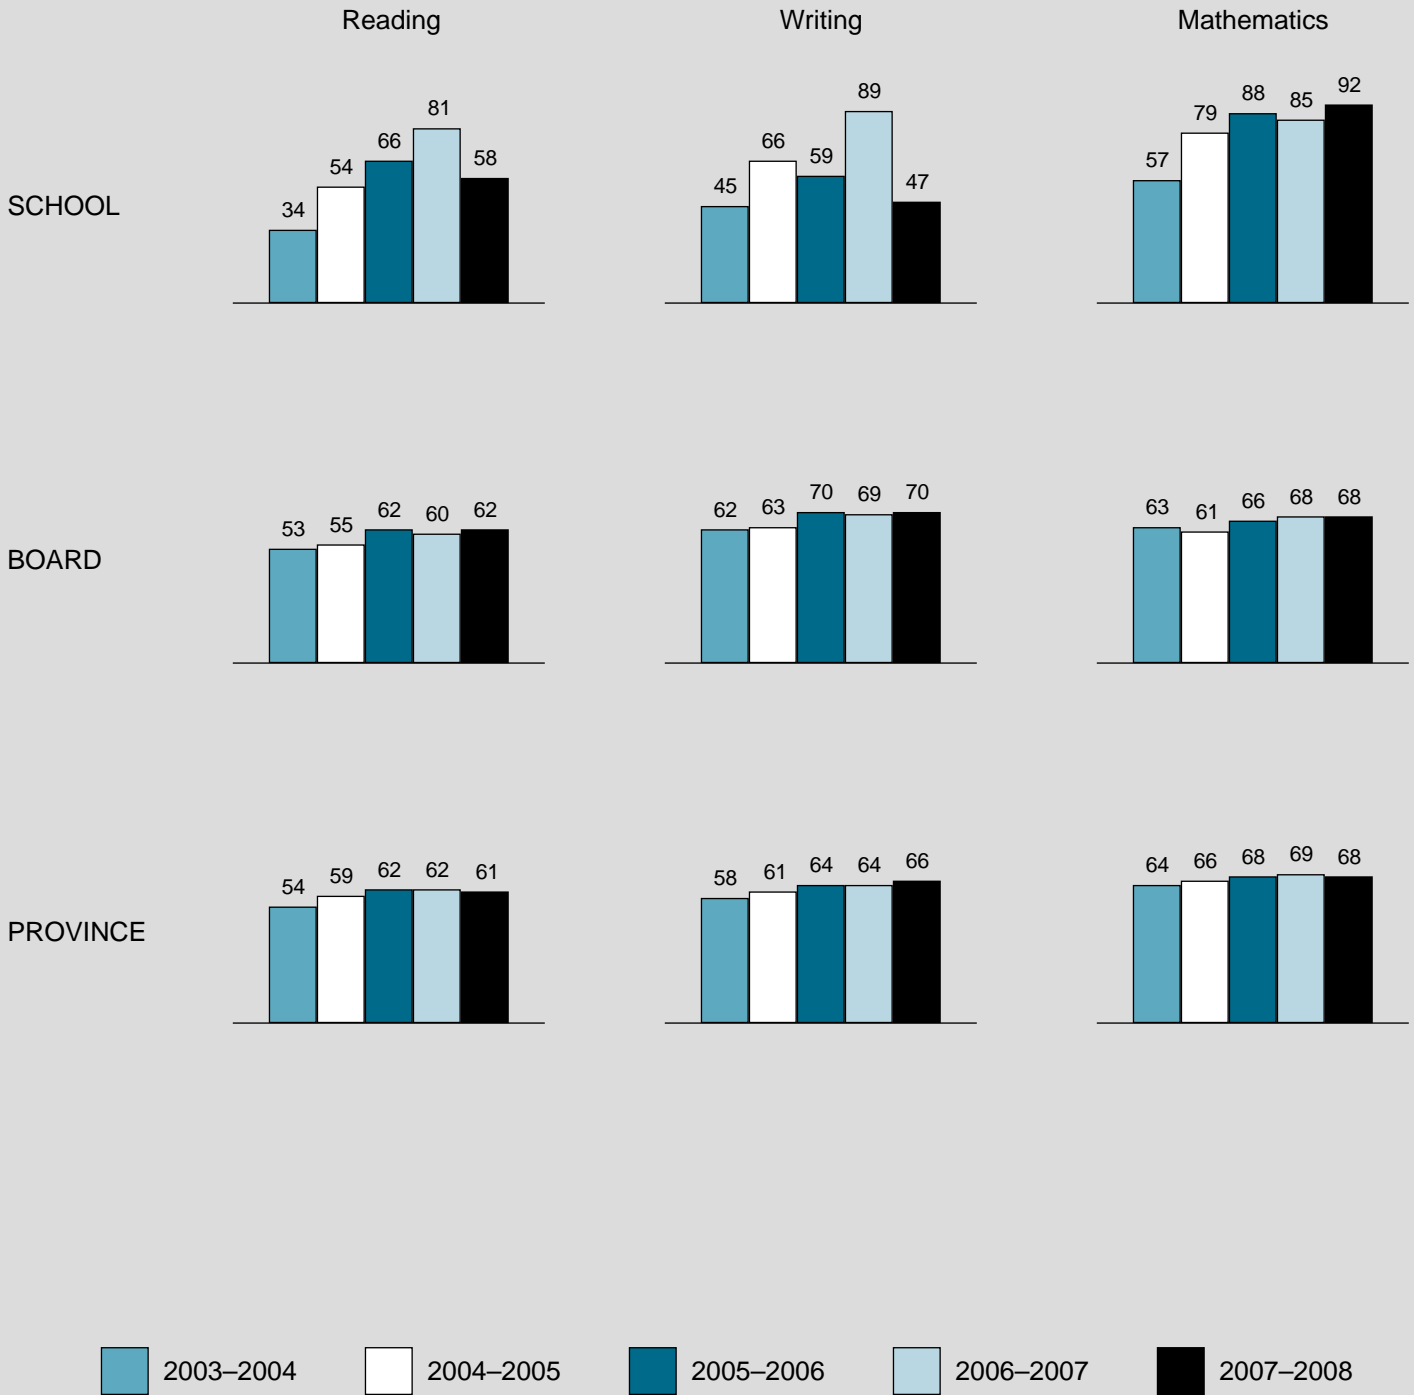 Reading Writing Mathematics
SCHOOL
34 54 66 81 58
45 66 59 89 47
57 79 88 85 92
BOARD
53 55 62 60 62
62 63 70 69 70
63 61 66 68 68
PROVINCE
54 59 62 62 61
58 61 64 64 66
64 66 68 69 68
2003–2004 2004–2005 2005–2006 2006–2007 2007–2008